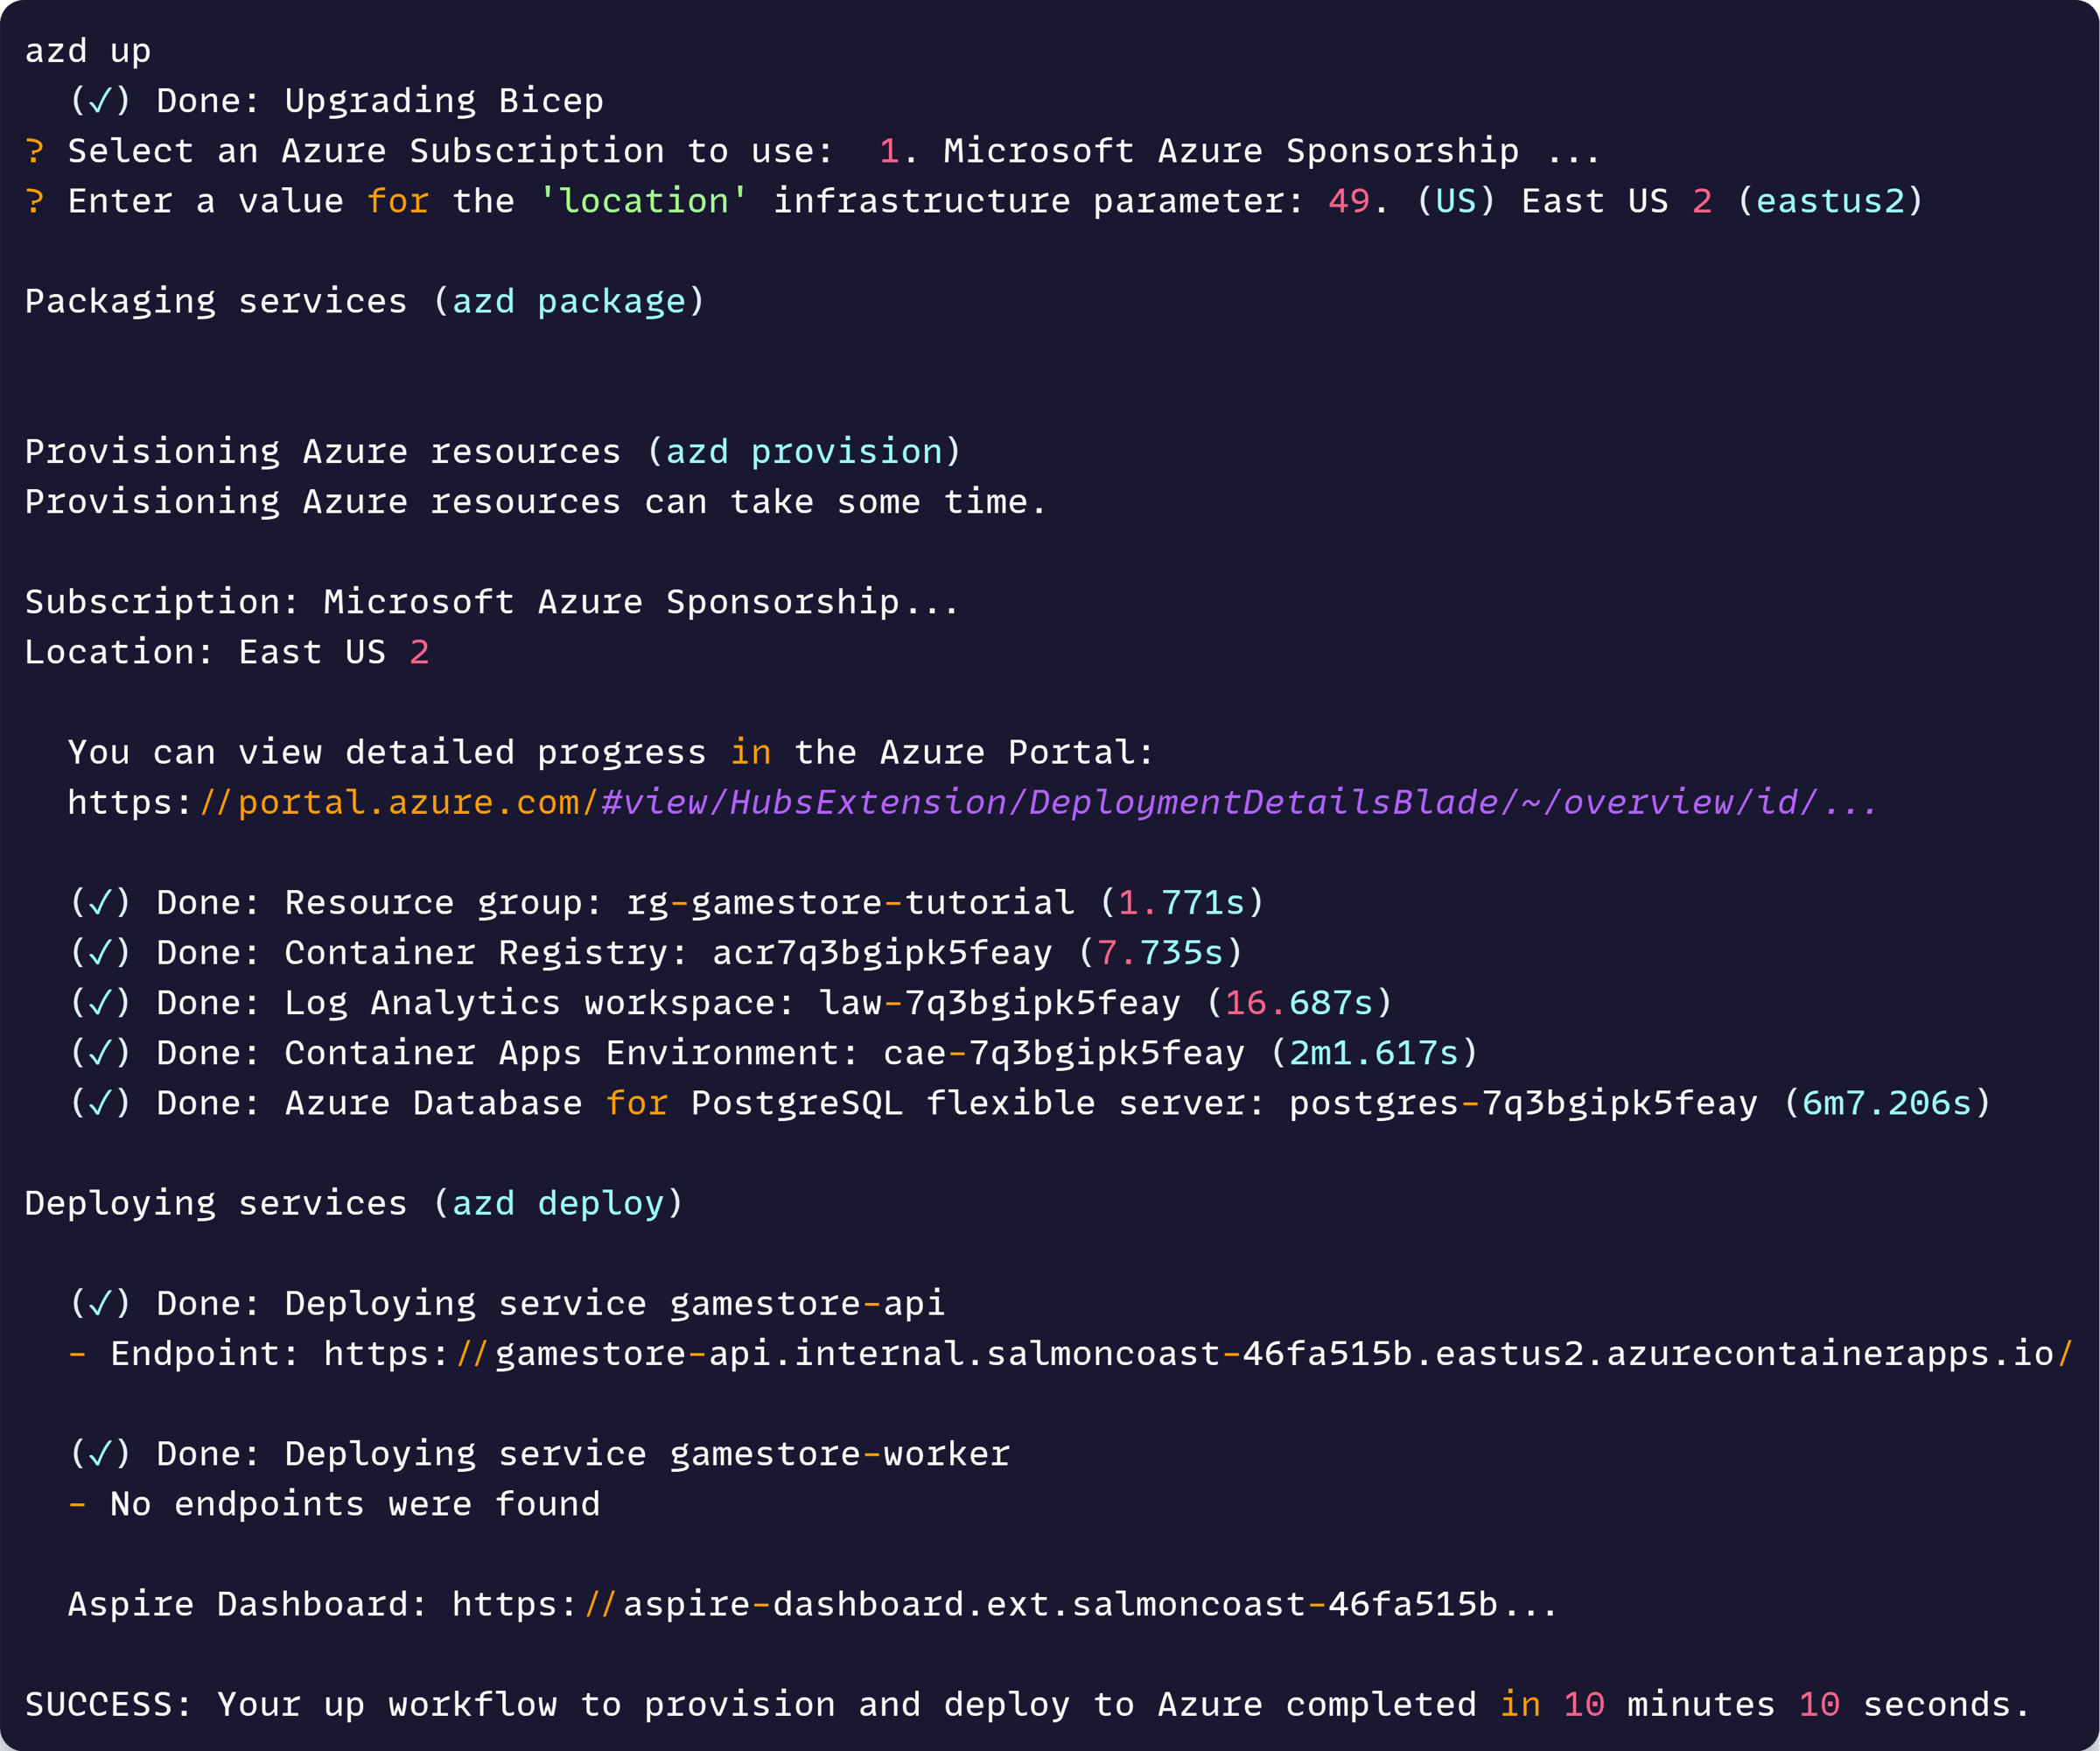 azd up
(✓) Done: Upgrading Bicep
? Select an Azure Subscription to use:  1. Microsoft Azure Sponsorship ...
? Enter a value for the 'location' infrastructure parameter: 49. (US) East US 2 (eastus2)
Packaging services (azd package)
Provisioning Azure resources (azd provision)
Provisioning Azure resources can take some time.
Subscription: Microsoft Azure Sponsorship...
Location: East US 2
You can view detailed progress in the Azure Portal:
https://portal.azure.com/#view/HubsExtension/DeploymentDetailsBlade/~/overview/id/...
(✓) Done: Resource group: rg-gamestore-tutorial (1.771s)
(✓) Done: Container Registry: acr7q3bgipk5feay (7.735s)
(✓) Done: Log Analytics workspace: law-7q3bgipk5feay (16.687s)
(✓) Done: Container Apps Environment: cae-7q3bgipk5feay (2m1.617s)
(✓) Done: Azure Database for PostgreSQL flexible server: postgres-7q3bgipk5feay (6m7.206s)
Deploying services (azd deploy)
(✓) Done: Deploying service gamestore-api
- Endpoint: https://gamestore-api.internal.salmoncoast-46fa515b.eastus2.azurecontainerapps.io/
(✓) Done: Deploying service gamestore-worker
- No endpoints were found
Aspire Dashboard: https://aspire-dashboard.ext.salmoncoast-46fa515b...
SUCCESS: Your up workflow to provision and deploy to Azure completed in 10 minutes 10 seconds.